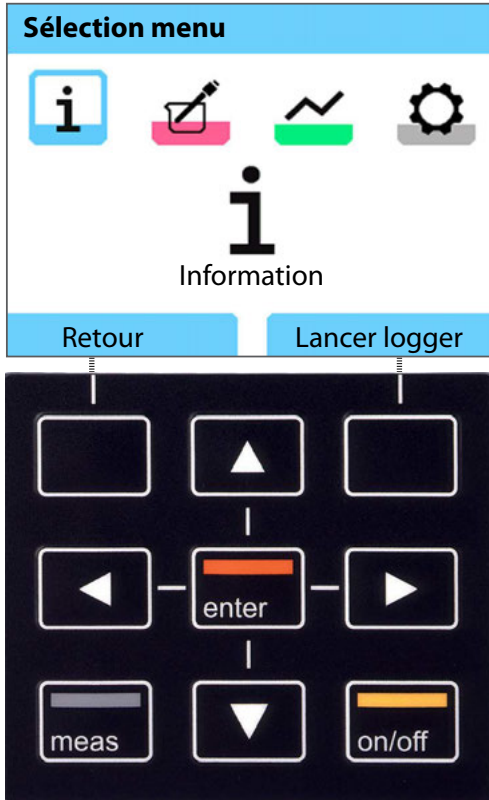 Sélection menu
Information
Retour
Lancer logger
enter
meas
on/off